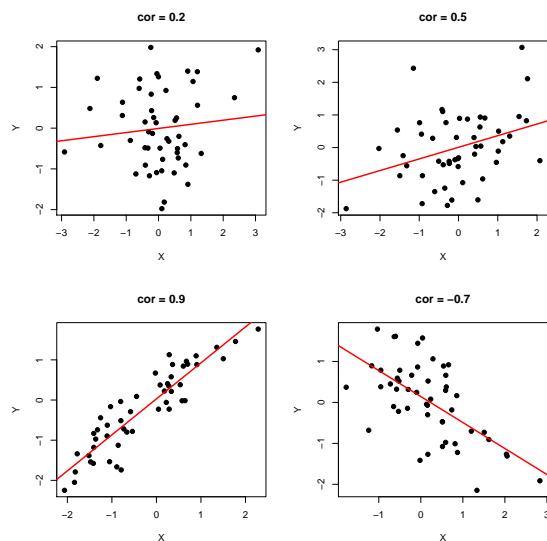 cor = 0.2
Y
−2 −1 0 1 2
−3 −2 −1 0 1 2 3
X
cor = 0.5
Y
−2 −1 0 1 2 3
−3 −2 −1 0 1 2
X
cor = 0.9
Y
−2 −1 0 1
−2 −1 0 1 2
X
cor = −0.7
Y
−2 −1 0 1
−2 −1 0 1 2 3
X